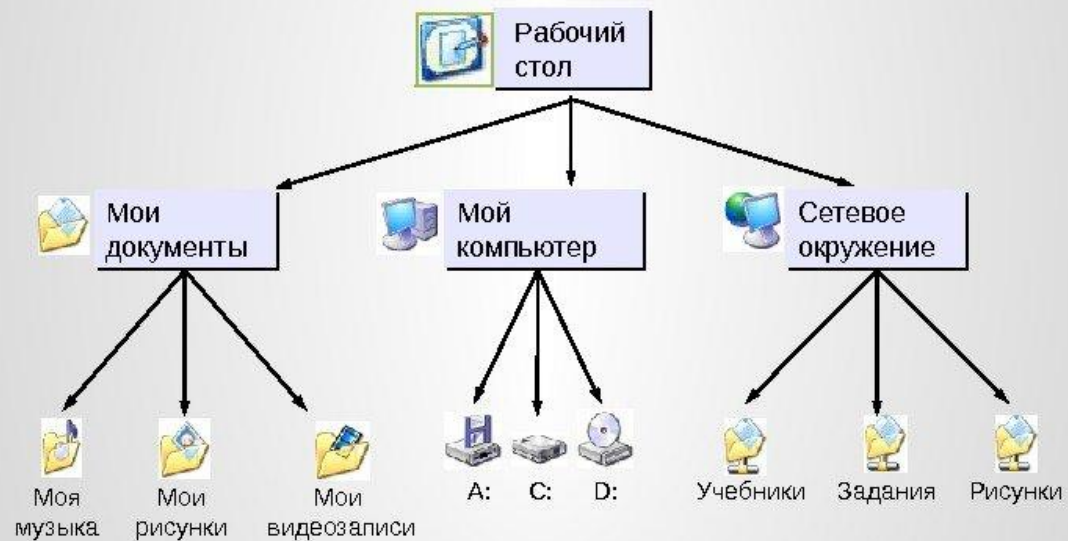 Рабочий
стол
Мои
документы
Мой
компьютер
Сетевое
окружение
Моя
музыка
Мои
рисунки
Мои
видеозаписи
A:
C:
D:
Учебники
Задания
Рисунки